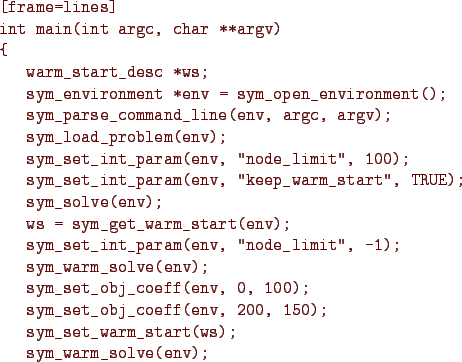 [frame=lines]
int main(int argc, char **argv)
{
warm_start_desc *ws;
sym_environment *env = sym_open_environment();
sym_parse_command_line(env, argc, argv);
sym_load_problem(env);
sym_set_int_param(env, "node_limit", 100);
sym_set_int_param(env, "keep_warm_start", TRUE);
sym_solve(env);
ws = sym_get_warm_start(env);
sym_set_int_param(env, "node_limit", -1);
sym_warm_solve(env);
sym_set_obj_coeff(env, 0, 100);
sym_set_obj_coeff(env, 200, 150);
sym_set_warm_start(ws);
sym_warm_solve(env);